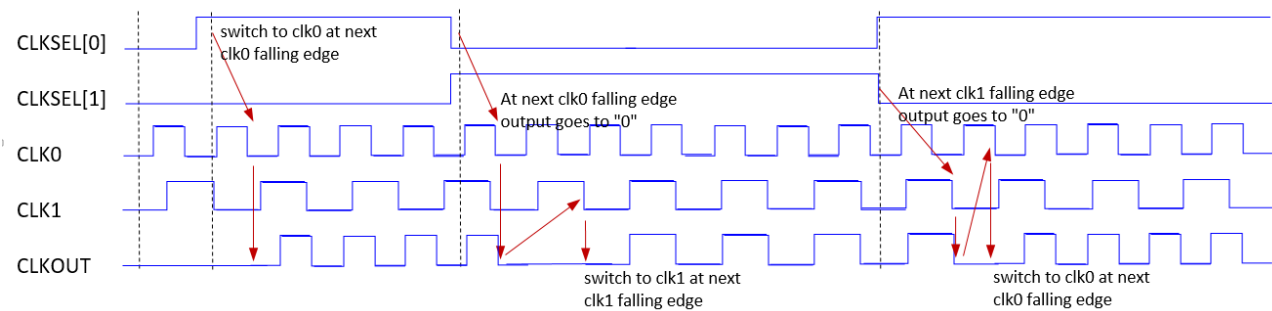 CLKSEL[0]
switch to clk0 at next
clk0 falling edge
CLKSEL[1]
At next clk0 falling edge
output goes to "0"
At next clk1 falling edge
output goes to "0"
CLK0
CLK1
CLKOUT
switch to clk1 at next
clk1 falling edge
switch to clk0 at next
clk0 falling edge